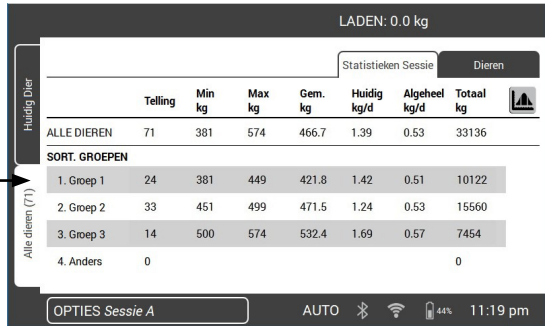 LADEN: 0.0 kg
Statistieken Sessie Dieren
Huidig Dier
Alle dieren (71)
Telling Min kg Max kg Gem. kg Huidig kg/d Algeheel kg/d Totaal kg
ALLE DIEREN 71 381 574 466.7 1.39 0.53 33136
SORT. GROEPEN
1. Groep 1 24 381 449 421.8 1.42 0.51 10122
2. Groep 2 33 451 499 471.5 1.24 0.53 15560
3. Groep 3 14 500 574 532.4 1.69 0.57 7454
4. Anders 0 0
OPTIES Sessie A AUTO 44% 11:19 pm